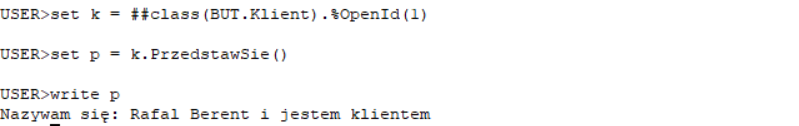 USER>set k = ##class(BUT.Klient).%OpenId(1)
USER>set p = k.PrzedstawSie()
USER>write p
Nazywam się: Rafal Berent i jestem klientem